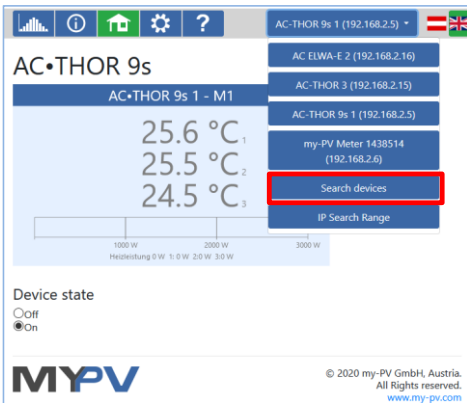 ?
AC-THOR 9s 1 (192.168.2.5)
AC ELWA-E 2 (192.168.2.16)
AC-THOR 3 (192.168.2.15)
AC-THOR 9s 1 (192.168.2.5)
my-PV Meter 1438514
(192.168.2.6)
Search devices
IP Search Range
AC•THOR 9s
AC•THOR 9s 1 - M1
25.6 °C 1
25.5 °C 2
24.5 °C 3
1000 W 2000 W 3000 W
Heizleistung 0 W 1: 0 W 2:0 W 3:0 W
Device state
Off
On
MYPV
© 2020 my-PV GmbH, Austria.
All Rights reserved.
www.my-pv.com